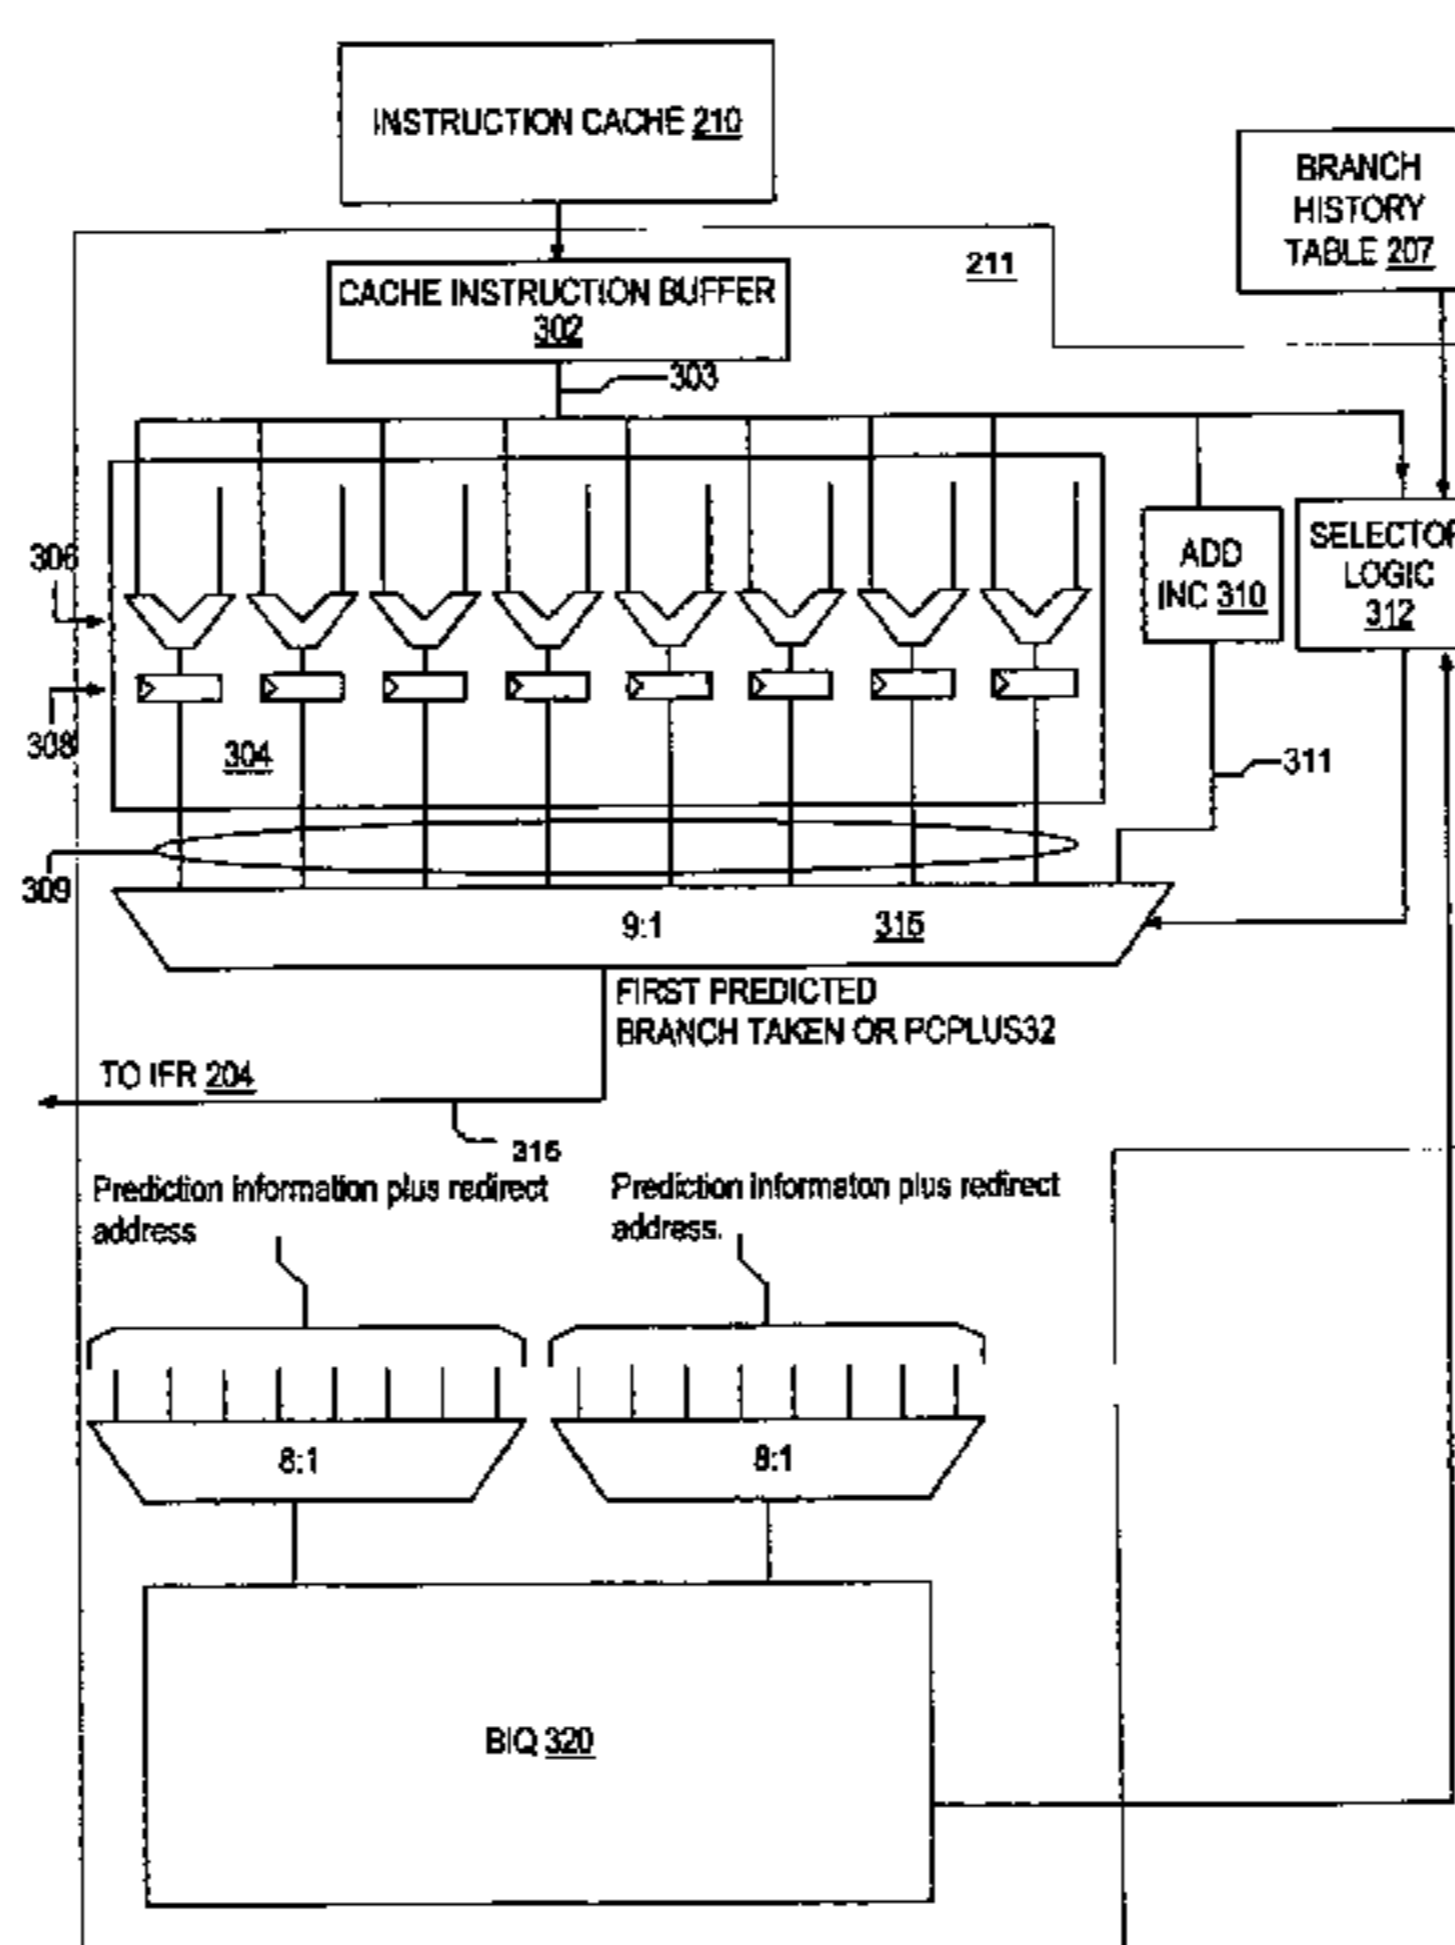 INSTRUCTION CACHE 210
BRANCH
HISTORY
TABLE 207
211
CACHE INSTRUCTION BUFFER
302
303
306
ADD
INC 310
SELECTOR
LOGIC
312
308
304
311
309
9:1
315
FIRST PREDICTED
BRANCH TAKEN OR PCPLUS32
TO IFR 204
316
Prediction information plus redirect
address
Prediction informaton plus redirect
address.
8:1
8:1
BIQ 320